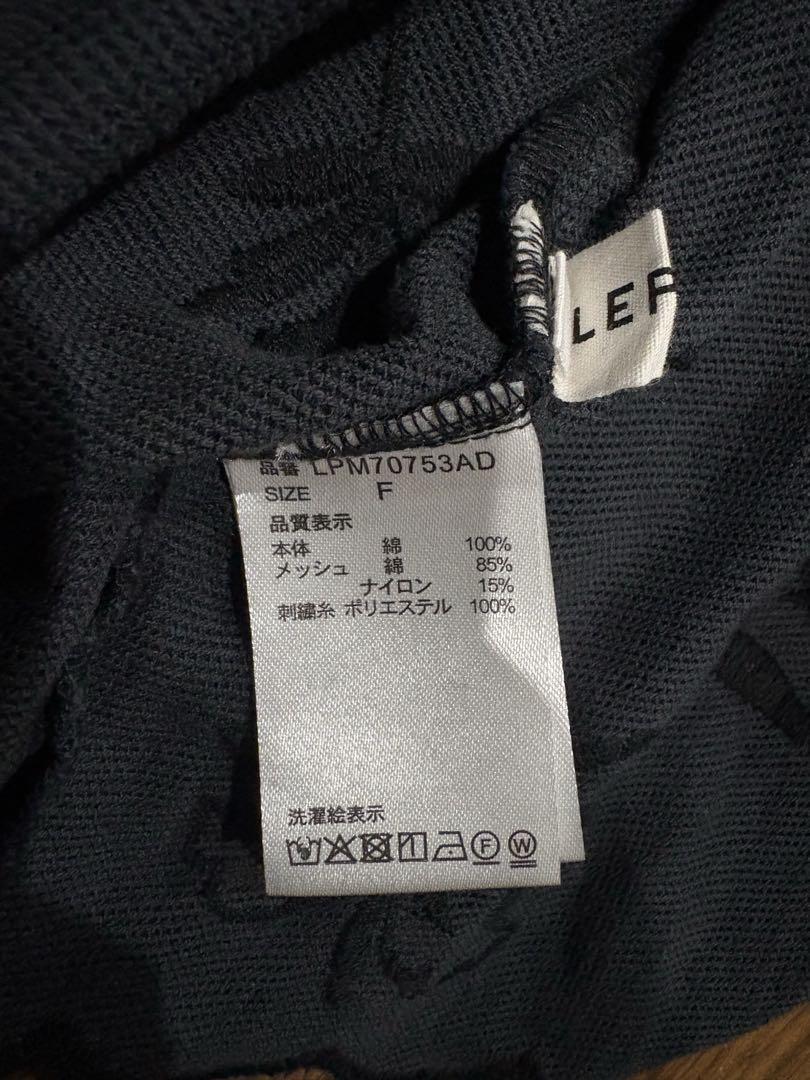 LEP
品番 LPM70753AD
SIZE F
品質表示
本体 綿 100%
メッシュ 綿 85%
ナイロン 15%
刺繍糸 ポリエステル 100%
洗濯絵表示
F W